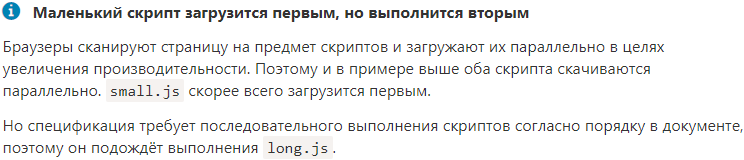 Маленький скрипт загрузится первым, но выполнится вторым
Браузеры сканируют страницу на предмет скриптов и загружают их параллельно в целях
увеличения производительности. Поэтому и в примере выше оба скрипта скачиваются
параллельно. small.js скорее всего загрузится первым.
Но спецификация требует последовательного выполнения скриптов согласно порядку в документе,
поэтому он подождёт выполнения long.js.